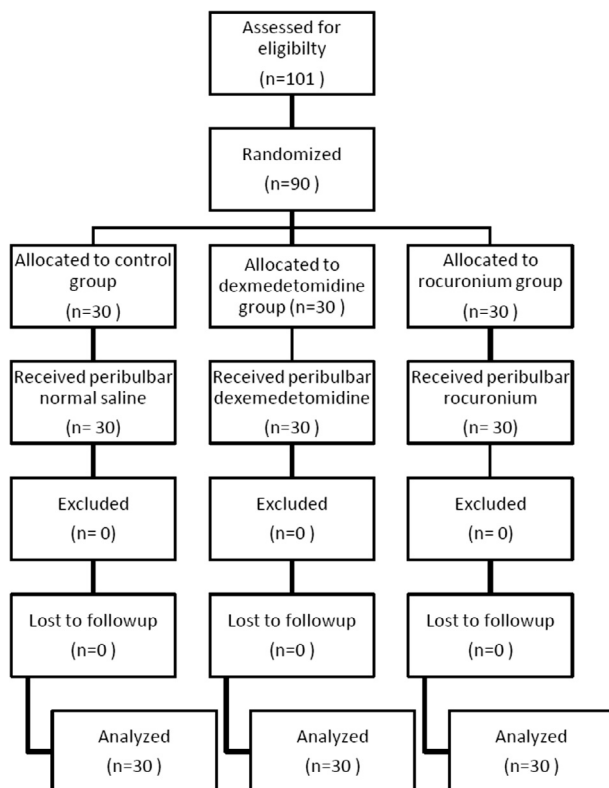 Assessed for
eligibilty
(n=101)
Randomized
(n=90 )
Allocated to control
group
(n=30 )
Allocated to
dexmedetomidine
group (n=30 )
Allocated to
rocuronium group
(n=30 )
Received peribulbar
normal saline
(n= 30)
Received peribulbar
dexemedetomidine
(n=30 )
Received peribulbar
rocuronium
(n= 30)
Excluded
(n= 0)
Excluded
(n=0 )
Excluded
(n=0 )
Lost to followup
(n=0 )
Lost to followup
(n=0 )
Lost to followup
(n=0 )
Analyzed
(n=30 )
Analyzed
(n=30 )
Analyzed
(n=30 )